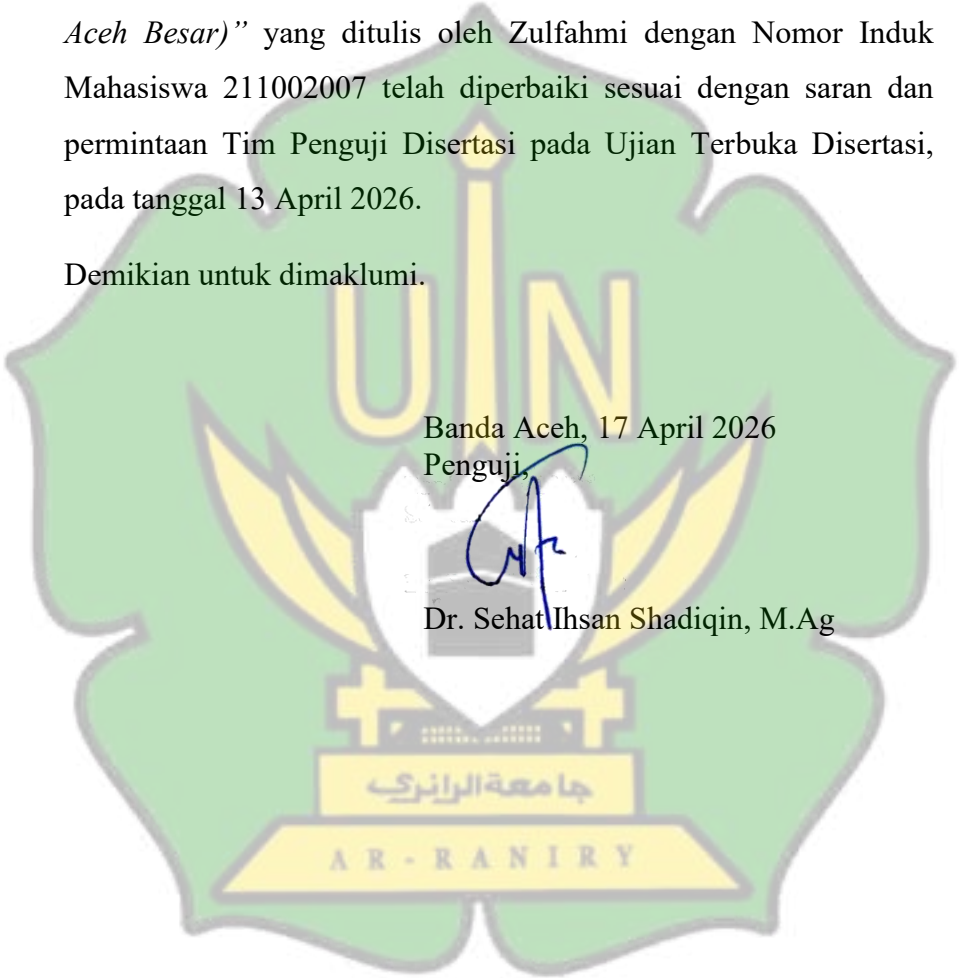 Aceh Besar)” yang ditulis oleh Zulfahmi dengan Nomor Induk
Mahasiswa 211002007 telah diperbaiki sesuai dengan saran dan
permintaan Tim Penguji Disertasi pada Ujian Terbuka Disertasi,
pada tanggal 13 April 2026.
Demikian untuk dimaklumi.
UIN
Banda Aceh, 17 April 2026
Penguji,
Dr. Sehat Ihsan Shadiqin, M.Ag
جامعة الرانري
AR-RANIRY